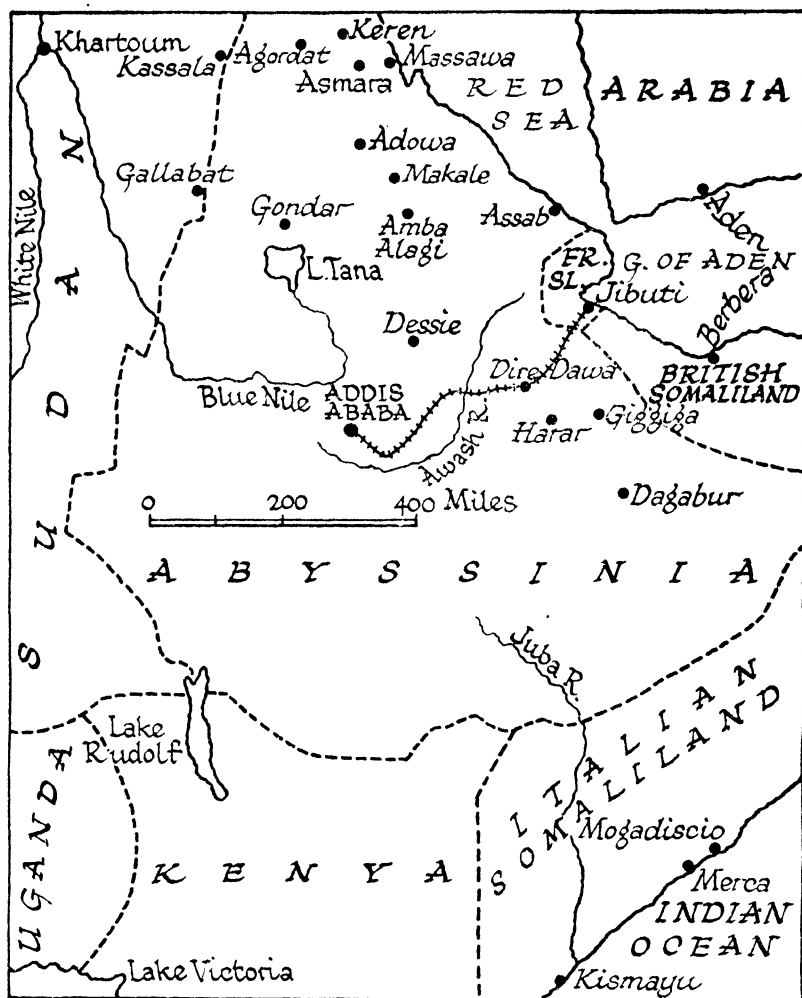 Khartoum
Kassala
Agordat
Keren
Asmara
Massawa
RED
SEA
ARABIA
Adowa
Gallabat
Makale
Gondar
Amba
Alagi
Assab
Aden
White Nile
L. Tana
FR.
SL.
G. OF ADEN
Jibuti
Berbera
Dessie
Blue Nile
ADDIS
ABABA
Dire Dawa
BRITISH
SOMALILAND
Awash R.
Harar
Giggiga
Dagabur
0 200 400 Miles
SUDAN
ABYSSINIA
Juba R.
Lake
Rudolf
ITALIAN
SOMALILAND
UGANDA
KENYA
Mogadiscio
Merca
INDIAN
OCEAN
Lake Victoria
Kismayu